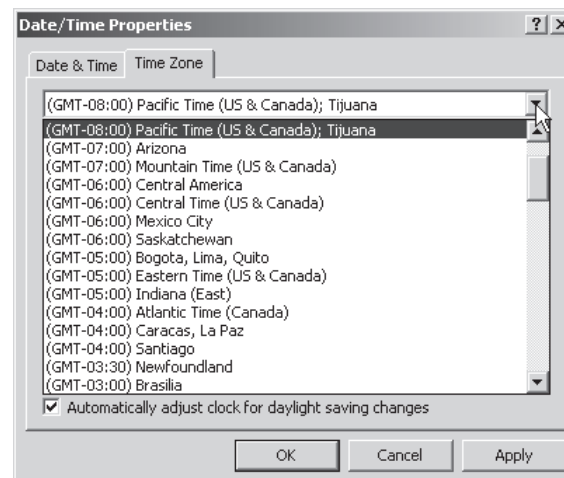 Date/Time Properties
Date & Time
Time Zone
(GMT-08:00) Pacific Time (US & Canada); Tijuana
(GMT-08:00) Pacific Time (US & Canada); Tijuana
(GMT-07:00) Arizona
(GMT-07:00) Mountain Time (US & Canada)
(GMT-06:00) Central America
(GMT-06:00) Central Time (US & Canada)
(GMT-06:00) Mexico City
(GMT-06:00) Saskatchewan
(GMT-05:00) Bogota, Lima, Quito
(GMT-05:00) Eastern Time (US & Canada)
(GMT-05:00) Indiana (East)
(GMT-04:00) Atlantic Time (Canada)
(GMT-04:00) Caracas, La Paz
(GMT-04:00) Santiago
(GMT-03:30) Newfoundland
(GMT-03:00) Brasilia
Automatically adjust clock for daylight saving changes
OK
Cancel
Apply